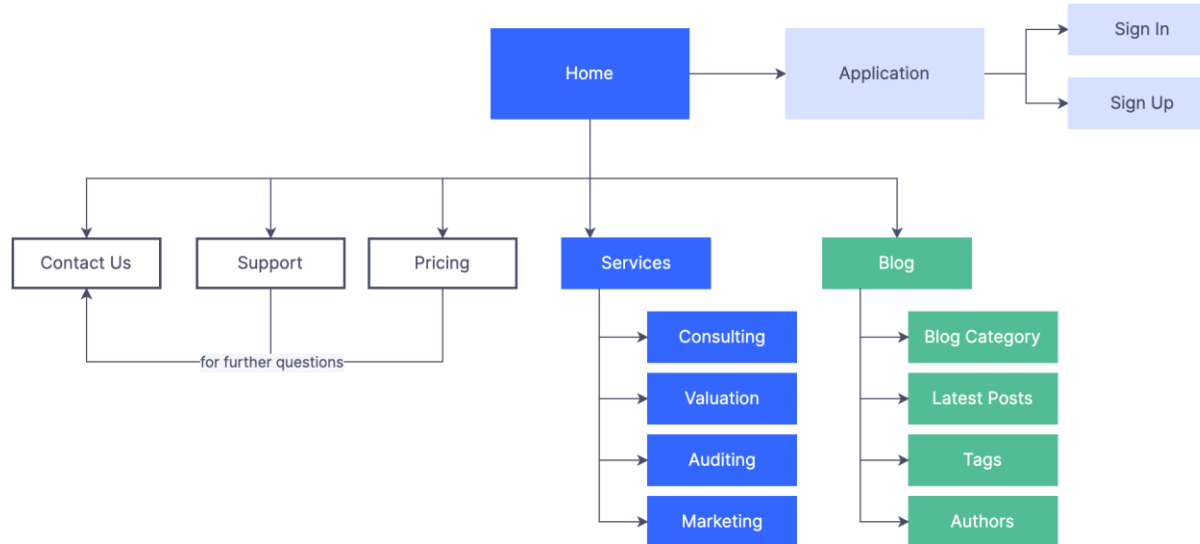 Home
Application
Sign In
Sign Up
Contact Us
Support
Pricing
Services
Blog
for further questions
Consulting
Valuation
Auditing
Marketing
Blog Category
Latest Posts
Tags
Authors